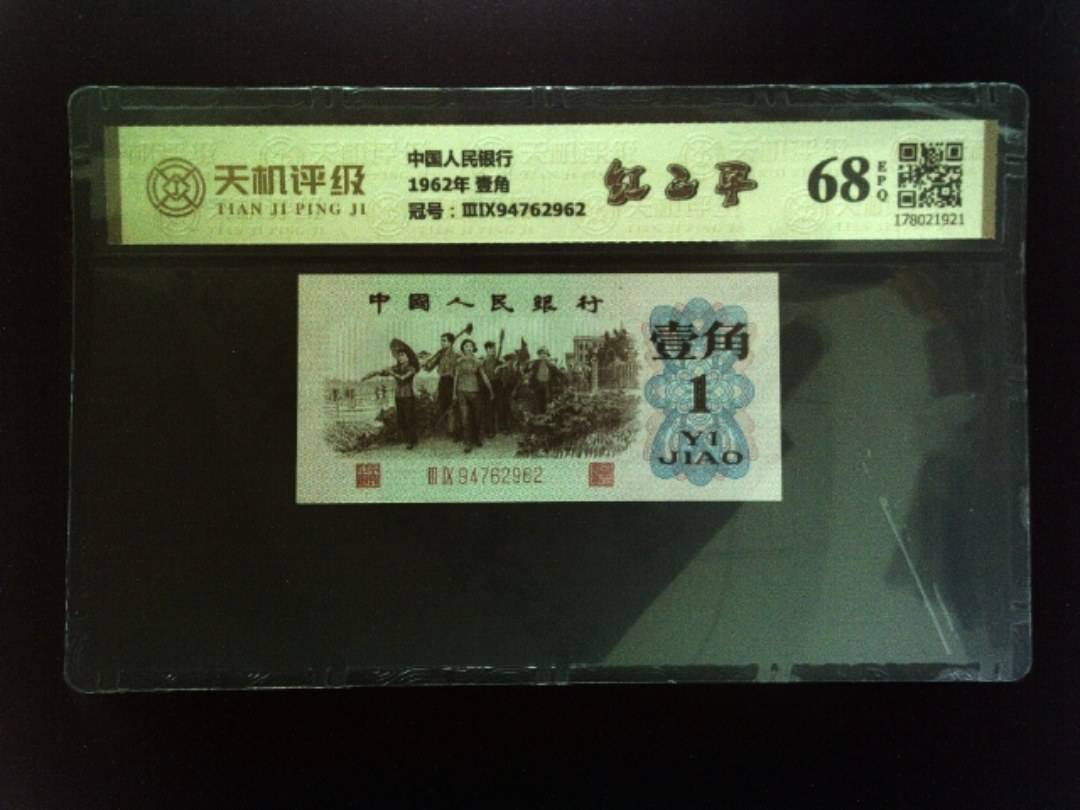 天机评级
TIAN JI PING JI
中国人民银行
1962年 壹角
冠号：ⅢⅨ94762962
红二平
68
EPQ
178021921
中國人民銀行
壹角
1
YI
JIAO
ⅢⅨ94762962